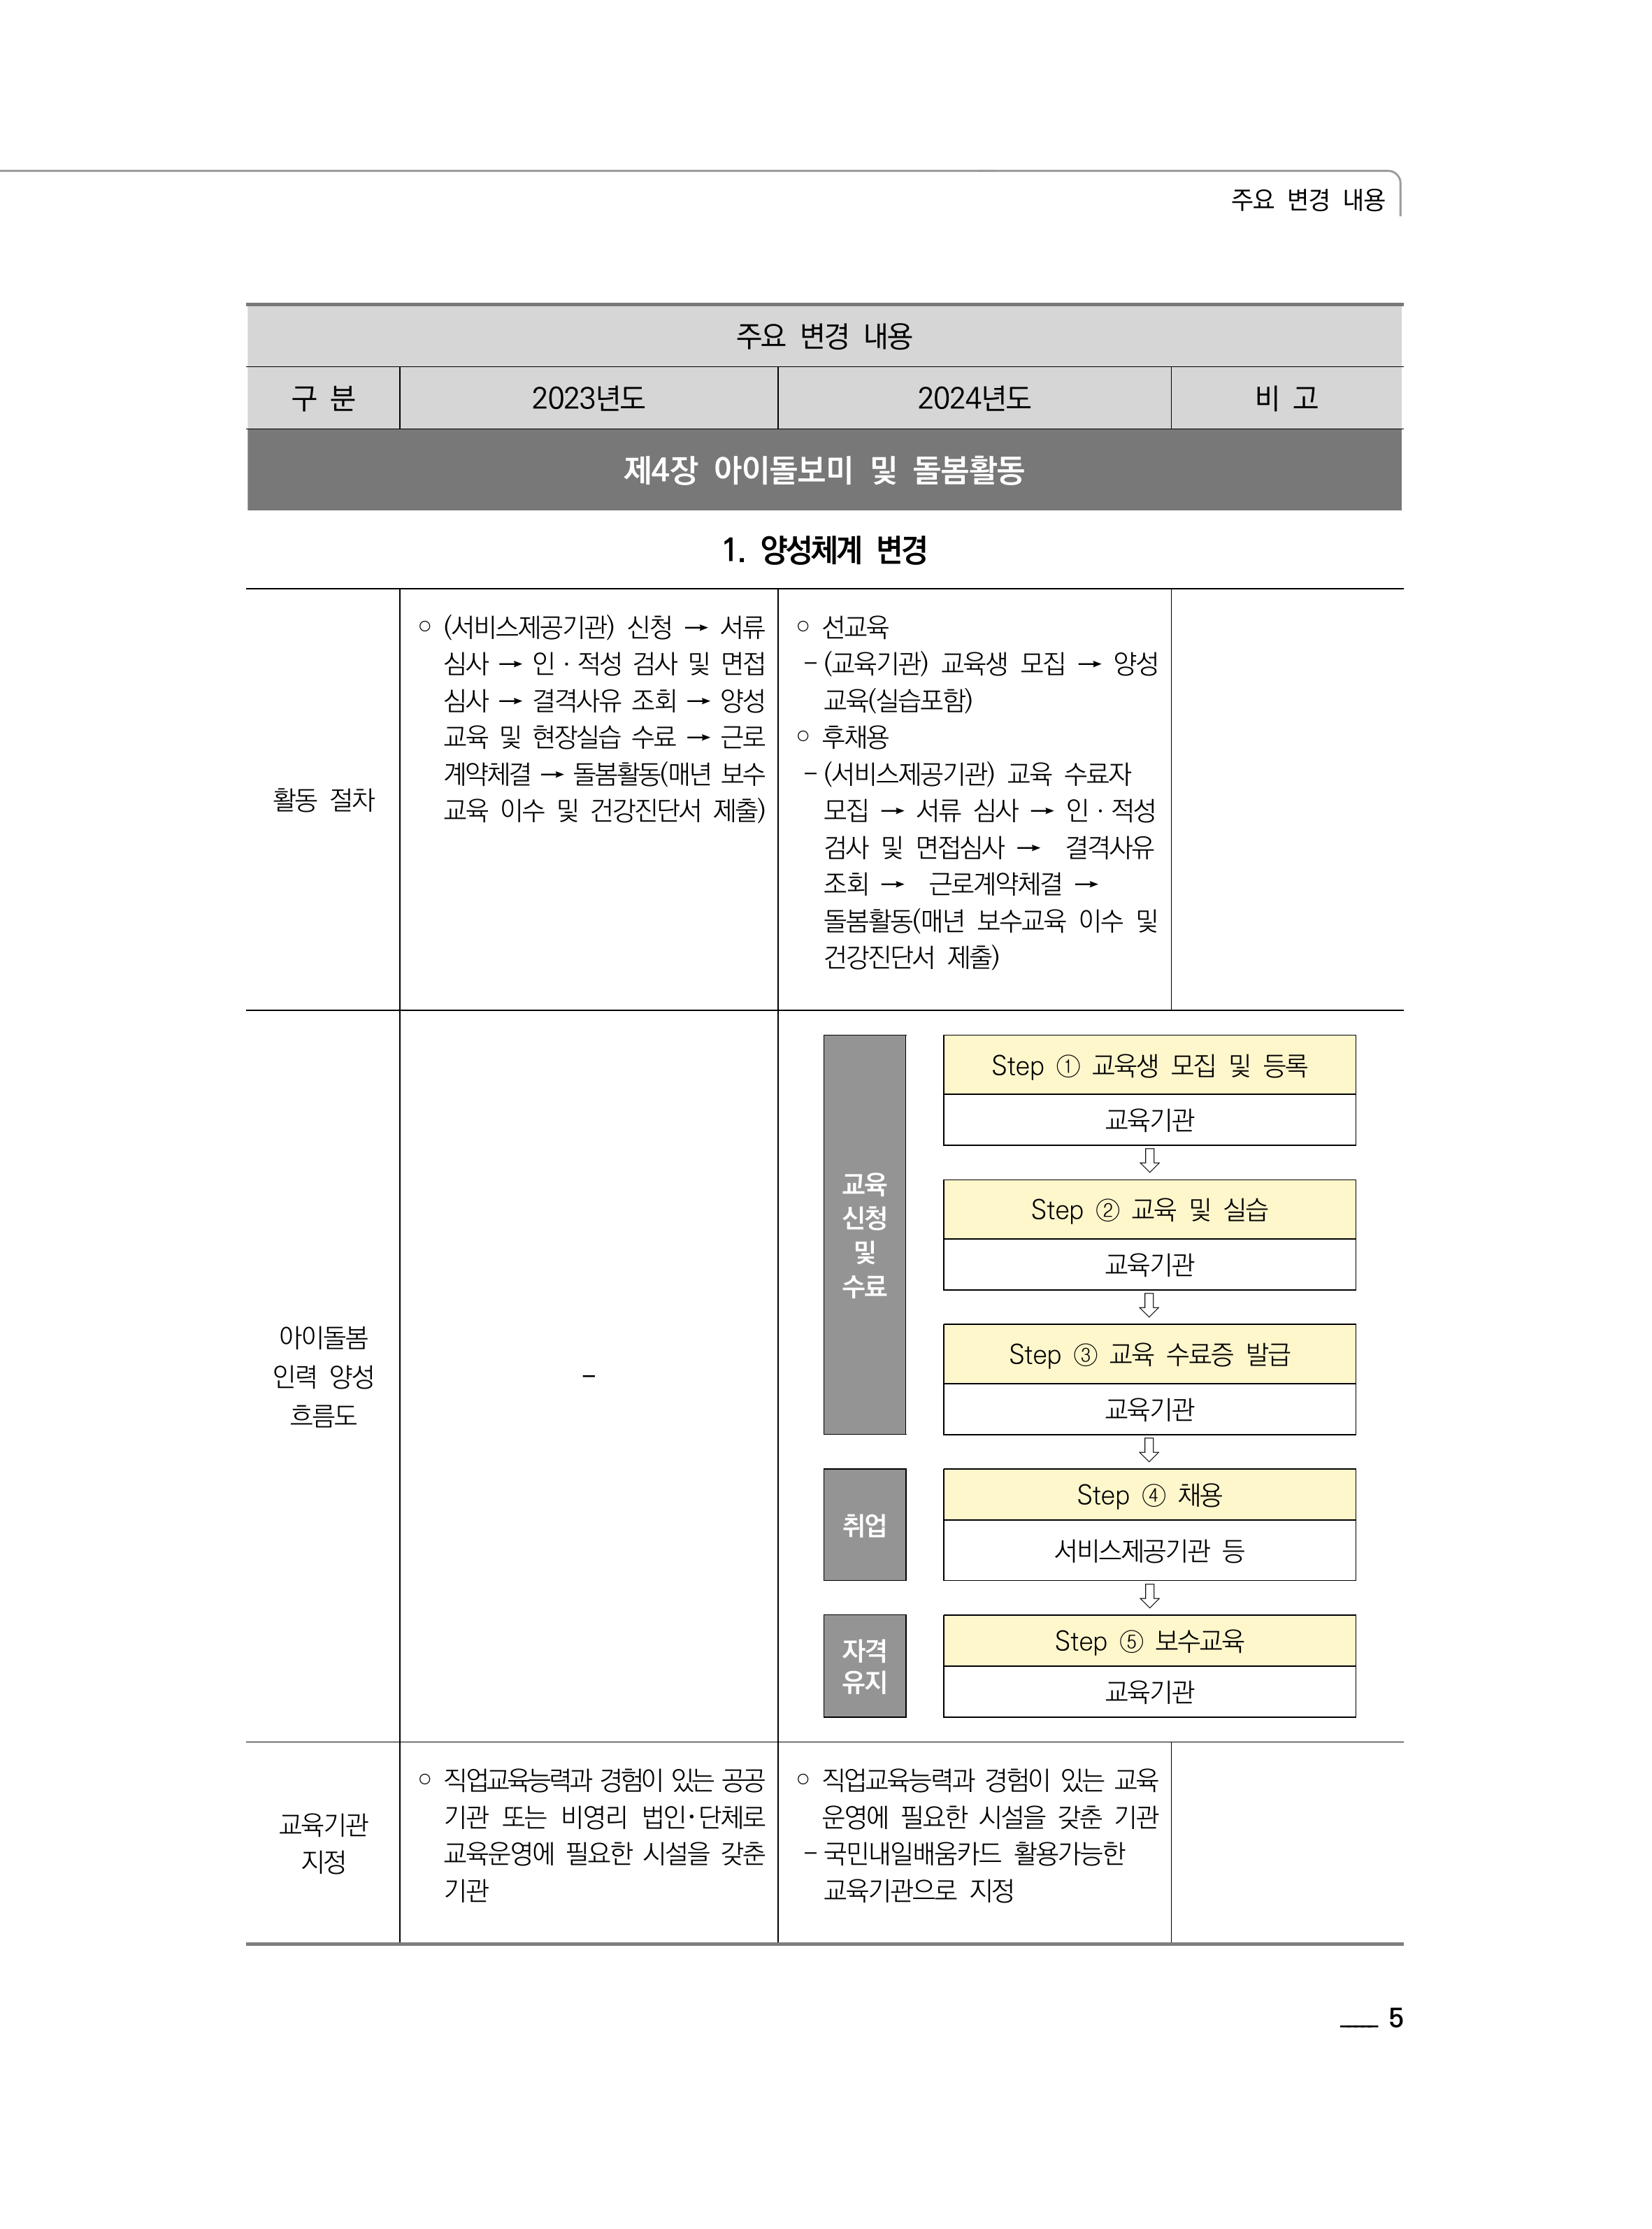 주요 변경 내용
주요 변경 내용
구 분 2023년도 2024년도 비 고
제4장 아이돌보미 및 돌봄활동
1. 양성체계 변경
활동 절차
○ (서비스제공기관) 신청 → 서류
심사 → 인·적성 검사 및 면접
심사 → 결격사유 조회 → 양성
교육 및 현장실습 수료 → 근로
계약체결 → 돌봄활동(매년 보수
교육 이수 및 건강진단서 제출)
○ 선교육
– (교육기관) 교육생 모집 → 양성
교육(실습포함)
○ 후채용
– (서비스제공기관) 교육 수료자
모집 → 서류 심사 → 인·적성
검사 및 면접심사 → 결격사유
조회 → 근로계약체결 →
돌봄활동(매년 보수교육 이수 및
건강진단서 제출)
아이돌봄
인력 양성
흐름도
–
교육
신청
및
수료
Step ① 교육생 모집 및 등록
교육기관
⇩
Step ② 교육 및 실습
교육기관
⇩
Step ③ 교육 수료증 발급
교육기관
⇩
취업
Step ④ 채용
서비스제공기관 등
⇩
자격
유지
Step ⑤ 보수교육
교육기관
교육기관
지정
○ 직업교육능력과 경험이 있는 공공
기관 또는 비영리 법인·단체로
교육운영에 필요한 시설을 갖춘
기관
○ 직업교육능력과 경험이 있는 교육
운영에 필요한 시설을 갖춘 기관
– 국민내일배움카드 활용가능한
교육기관으로 지정
5